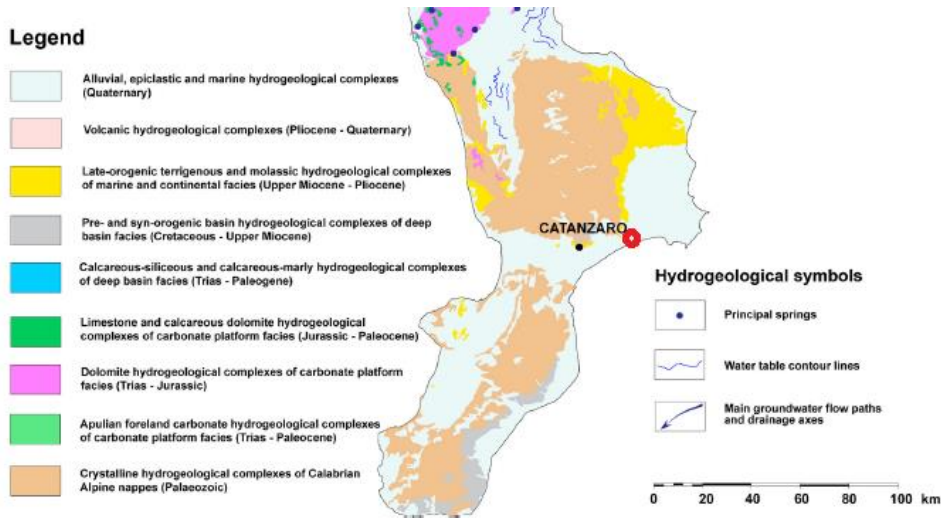 Legend
Alluvial, epiclastic and marine hydrogeological complexes
(Quaternary)
Volcanic hydrogeological complexes (Pliocene - Quaternary)
Late-orogenic terrigenous and molassic hydrogeological complexes
of marine and continental facies (Upper Miocene - Pliocene)
Pre- and syn-orogenic basin hydrogeological complexes of deep
basin facies (Cretaceous - Upper Miocene)
Calcareous-siliceous and calcareous-marly hydrogeological complexes
of deep basin facies (Trias - Paleogene)
Limestone and calcareous dolomite hydrogeological
complexes of carbonate platform facies (Jurassic - Paleocene)
Dolomite hydrogeological complexes of carbonate platform
facies (Trias - Jurassic)
Apulian foreland carbonate hydrogeological complexes
of carbonate platform facies (Trias - Paleocene)
Crystalline hydrogeological complexes of Calabrian
Alpine nappes (Palaeozoic)
CATANZARO
Hydrogeological symbols
Principal springs
Water table contour lines
Main groundwater flow paths
and drainage axes
0 20 40 60 80 100 km